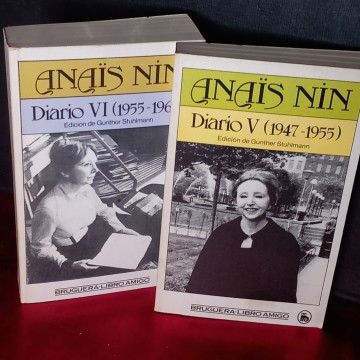 ANAÏS NIN
Diario VI (1955-196
Edición de Gunther Stuhlmann
BRUGUERA·LIBRO AMIGO
ANAÏS NIN
Diario V (1947-1955)
Edición de Gunther Stuhlmann
BRUGUERA·LIBRO AMIGO